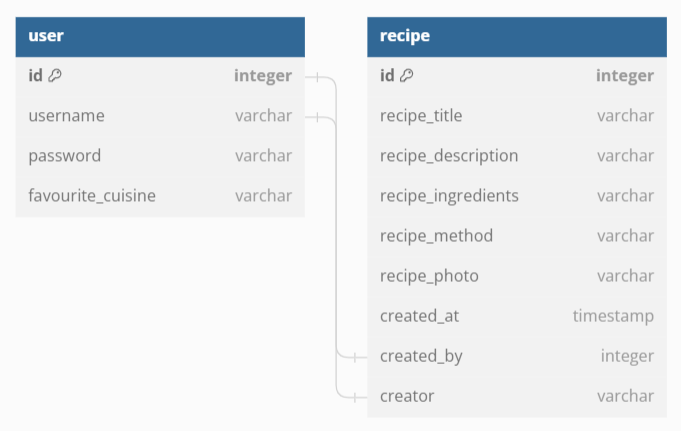 user
id integer
username varchar
password varchar
favourite_cuisine varchar
recipe
id integer
recipe_title varchar
recipe_description varchar
recipe_ingredients varchar
recipe_method varchar
recipe_photo varchar
created_at timestamp
created_by integer
creator varchar